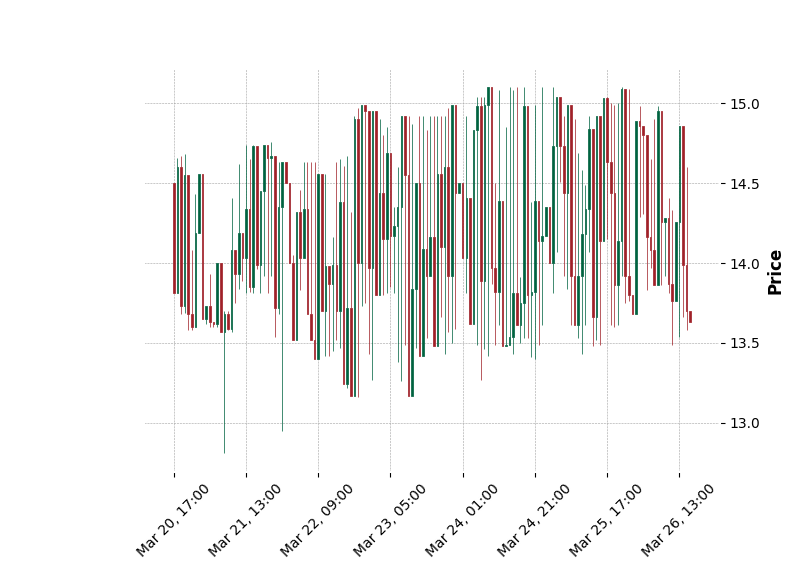 15.0
14.5
14.0
13.5
13.0
Price
Mar 20, 17:00
Mar 21, 13:00
Mar 22, 09:00
Mar 23, 05:00
Mar 24, 01:00
Mar 24, 21:00
Mar 25, 17:00
Mar 26, 13:00